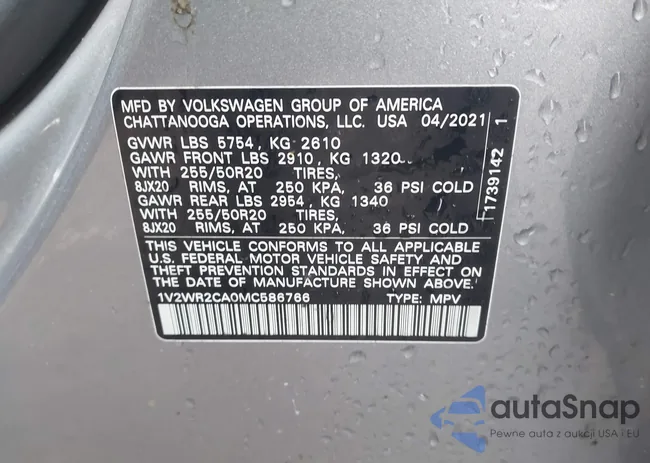 MFD BY VOLKSWAGEN GROUP OF AMERICA
CHATTANOOGA OPERATIONS, LLC. USA 04/2021
GVWR LBS 5754, KG 2610
GAWR FRONT LBS 2910, KG 1320
WITH 255/50R20 TIRES,
8JX20 RIMS, AT 250 KPA, 36 PSI COLD
GAWR REAR LBS 2954, KG 1340
WITH 255/50R20 TIRES,
8JX20 RIMS, AT 250 KPA, 36 PSI COLD
THIS VEHICLE CONFORMS TO ALL APPLICABLE
U.S. FEDERAL MOTOR VEHICLE SAFETY AND
THEFT PREVENTION STANDARDS IN EFFECT ON
THE DATE OF MANUFACTURE SHOWN ABOVE.
1V2WR2CA0MC586766 TYPE: MPV
T1739142 1
autaSnap
Pewne auta z aukcji USA i EU